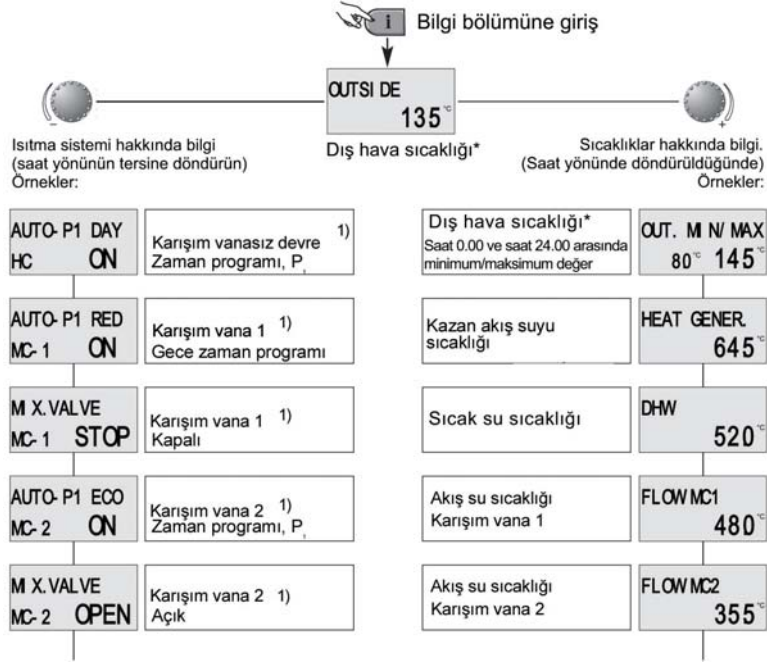 i Bilgi bölümüne giriş
OUTSI DE
135°C
Dış hava sıcaklığı*
-
+
Isıtma sistemi hakkında bilgi
(saat yönünün tersine döndürün)
Örnekler:
Sıcaklıklar hakkında bilgi.
(Saat yönünde döndürüldüğünde)
Örnekler:
AUTO- P1 DAY
HC ON
Karışım vanasız devre 1)
Zaman programı, P1
AUTO- P1 RED
MC- 1 ON
Karışım vana 1 1)
Gece zaman programı
MI X. VALVE
MC- 1 STOP
Karışım vana 1 1)
Kapalı
AUTO- P1 ECO
MC- 2 ON
Karışım vana 2 1)
Zaman programı, P1
MI X. VALVE
MC- 2 OPEN
Karışım vana 2 1)
Açık
Dış hava sıcaklığı*
Saat 0.00 ve saat 24.00 arasında
minimum/maksimum değer
OUT. MI N/ MAX
80° 145°C
Kazan akış suyu
sıcaklığı
HEAT GENER.
645°C
Sıcak su sıcaklığı
DHW
520°C
Akış su sıcaklığı
Karışım vana 1
FLOW MC1
480°C
Akış su sıcaklığı
Karışım vana 2
FLOW MC2
355°C